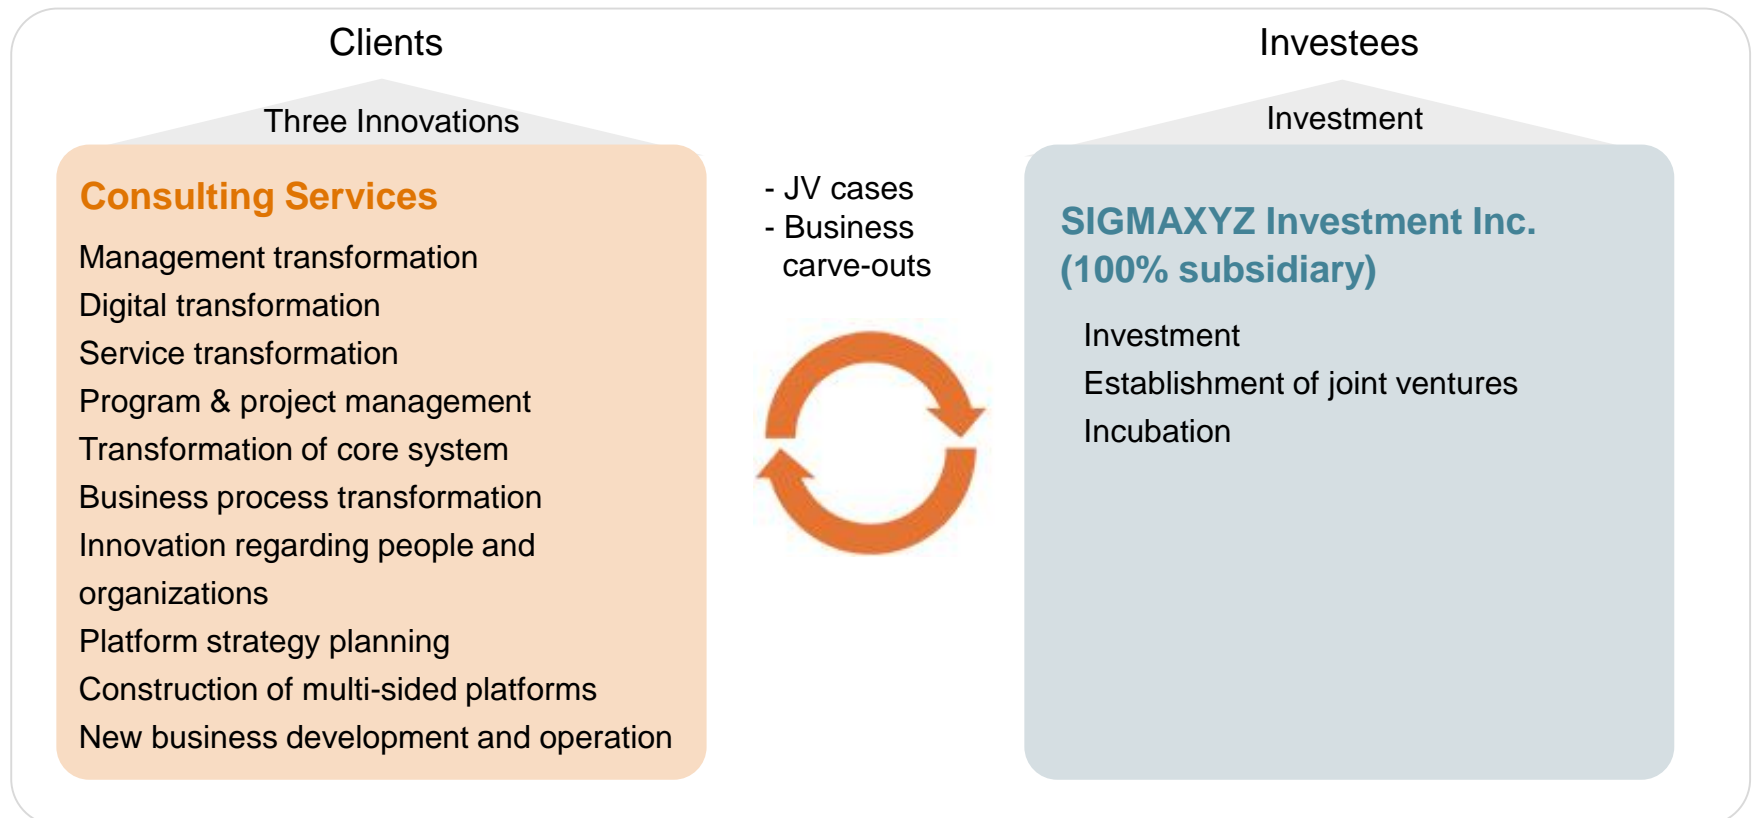 Clients
Three Innovations
Consulting Services
Management transformation
Digital transformation
Service transformation
Program & project management
Transformation of core system
Business process transformation
Innovation regarding people and
organizations
Platform strategy planning
Construction of multi-sided platforms
New business development and operation
- JV cases
- Business
carve-outs
Investees
Investment
SIGMAXYZ Investment Inc.
(100% subsidiary)
Investment
Establishment of joint ventures
Incubation